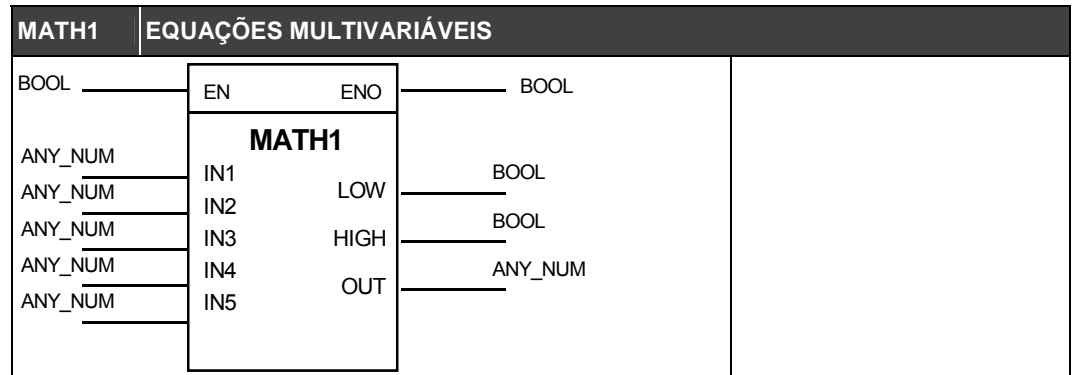 MATH1 EQUAÇÕES MULTIVARIÁVEIS
BOOL EN ENO BOOL
MATH1
ANY_NUM IN1
LOW BOOL
ANY_NUM IN2
ANY_NUM IN3 HIGH BOOL
ANY_NUM IN4
OUT ANY_NUM
ANY_NUM IN5